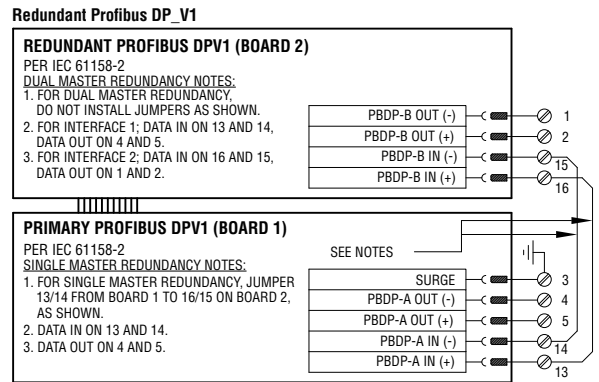 Redundant Profibus DP_V1
REDUNDANT PROFIBUS DPV1 (BOARD 2)
PER IEC 61158-2
DUAL MASTER REDUNDANCY NOTES:
1. FOR DUAL MASTER REDUNDANCY,
DO NOT INSTALL JUMPERS AS SHOWN.
2. FOR INTERFACE 1; DATA IN ON 13 AND 14,
DATA OUT ON 4 AND 5.
3. FOR INTERFACE 2; DATA IN ON 16 AND 15,
DATA OUT ON 1 AND 2.
PBDP-B OUT (-) 1
PBDP-B OUT (+) 2
PBDP-B IN (-) 15
PBDP-B IN (+) 16
PRIMARY PROFIBUS DPV1 (BOARD 1)
PER IEC 61158-2
SINGLE MASTER REDUNDANCY NOTES:
1. FOR SINGLE MASTER REDUNDANCY, JUMPER
13/14 FROM BOARD 1 TO 16/15 ON BOARD 2,
AS SHOWN.
2. DATA IN ON 13 AND 14.
3. DATA OUT ON 4 AND 5.
SEE NOTES
SURGE 3
PBDP-A OUT (-) 4
PBDP-A OUT (+) 5
PBDP-A IN (-) 14
PBDP-A IN (+) 13